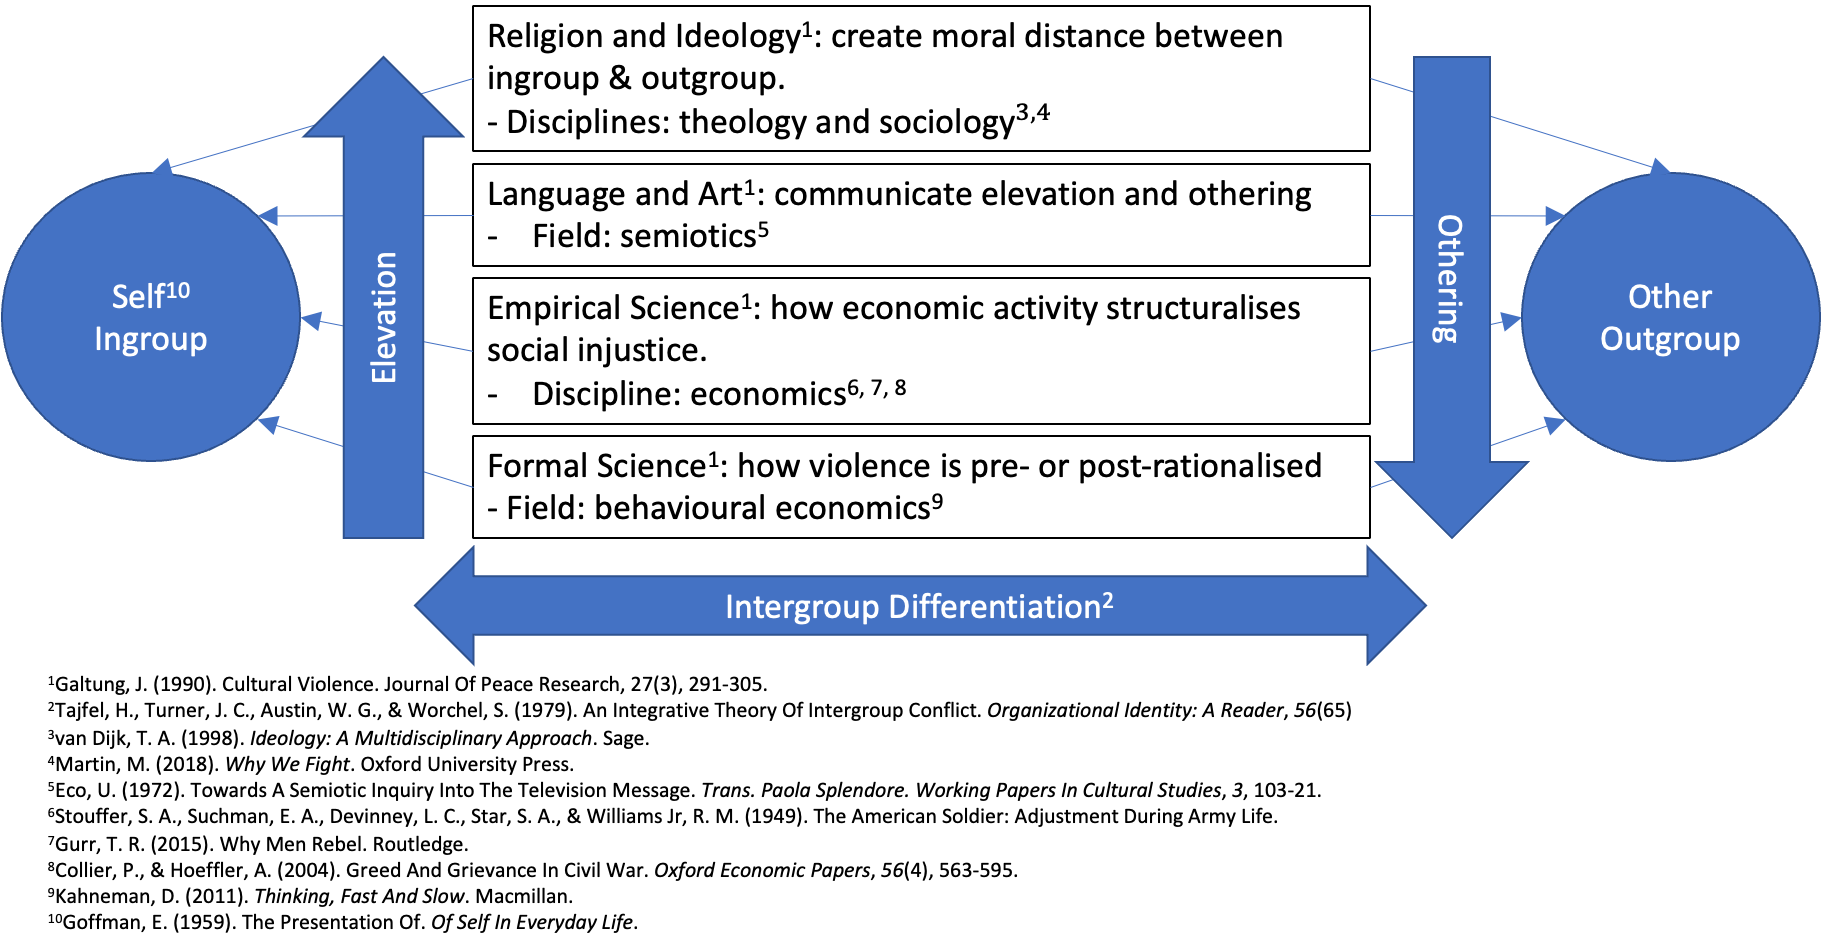 Religion and Ideology¹: create moral distance between
ingroup & outgroup.
- Disciplines: theology and sociology³,⁴
Language and Art¹: communicate elevation and othering
- Field: semiotics⁵
Empirical Science¹: how economic activity structuralises
social injustice.
- Discipline: economics⁶, ⁷, ⁸
Formal Science¹: how violence is pre- or post-rationalised
- Field: behavioural economics⁹
Self¹⁰
Ingroup
Elevation
Othering
Other
Outgroup
Intergroup Differentiation²
¹Galtung, J. (1990). Cultural Violence. Journal Of Peace Research, 27(3), 291-305.
²Tajfel, H., Turner, J. C., Austin, W. G., & Worchel, S. (1979). An Integrative Theory Of Intergroup Conflict. Organizational Identity: A Reader, 56(65)
³van Dijk, T. A. (1998). Ideology: A Multidisciplinary Approach. Sage.
⁴Martin, M. (2018). Why We Fight. Oxford University Press.
⁵Eco, U. (1972). Towards A Semiotic Inquiry Into The Television Message. Trans. Paola Splendore. Working Papers In Cultural Studies, 3, 103-21.
⁶Stouffer, S. A., Suchman, E. A., Devinney, L. C., Star, S. A., & Williams Jr, R. M. (1949). The American Soldier: Adjustment During Army Life.
⁷Gurr, T. R. (2015). Why Men Rebel. Routledge.
⁸Collier, P., & Hoeffler, A. (2004). Greed And Grievance In Civil War. Oxford Economic Papers, 56(4), 563-595.
⁹Kahneman, D. (2011). Thinking, Fast And Slow. Macmillan.
¹⁰Goffman, E. (1959). The Presentation Of. Of Self In Everyday Life.